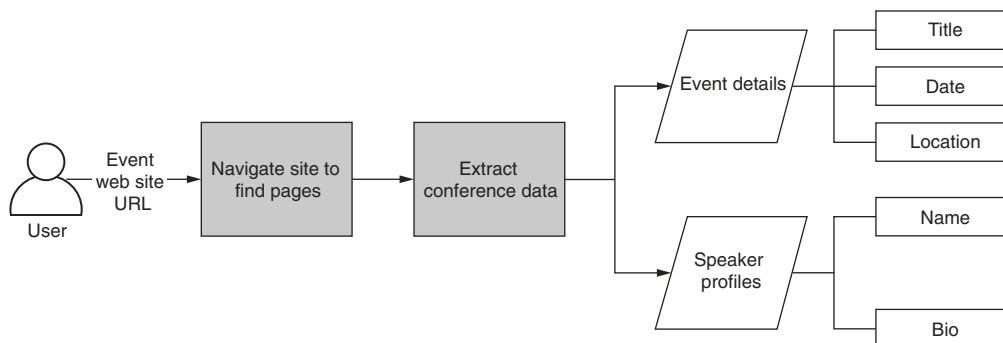 User
Event
web site
URL
Navigate site to
find pages
Extract
conference data
Event details
Title
Date
Location
Speaker
profiles
Name
Bio